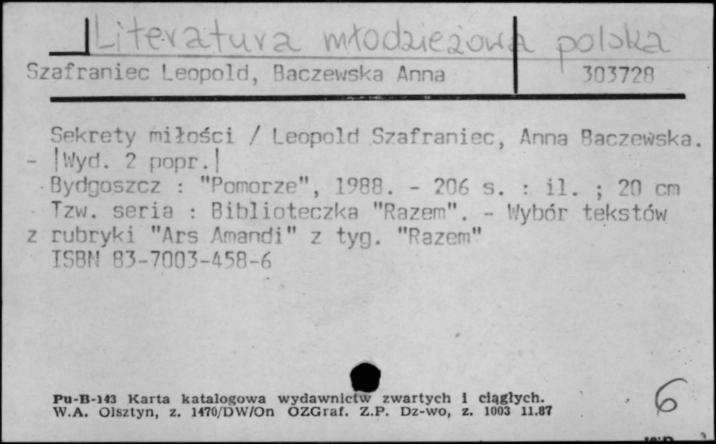 Literatura młodzieżowa polska
Szafraniec Leopold, Baczewska Anna 303728
Sekrety miłości / Leopold Szafraniec, Anna Baczewska.
- |Wyd. 2 popr.|
Bydgoszcz : "Pomorze", 1988. - 206 s. : il. ; 20 cm
Tzw. seria : Biblioteczka "Razem". - Wybór tekstów
z rubryki "Ars Amandi" z tyg. "Razem"
ISBN 83-7003-458-6
Pu-B-143 Karta katalogowa wydawnictw zwartych i ciągłych.
W.A. Olsztyn, z. 1470/DW/On OZGraf. Z.P. Dz-wo, z. 1003 11.87
6